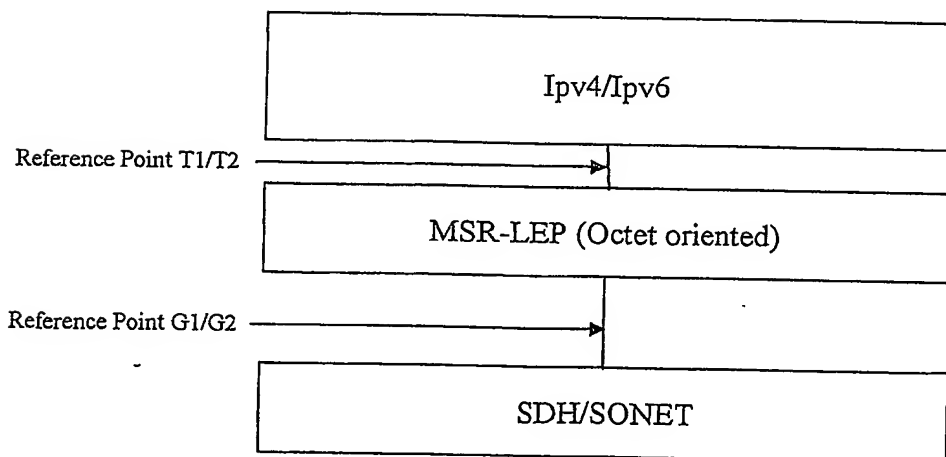 Ipv4/Ipv6
Reference Point T1/T2
MSR-LEP (Octet oriented)
Reference Point G1/G2
SDH/SONET